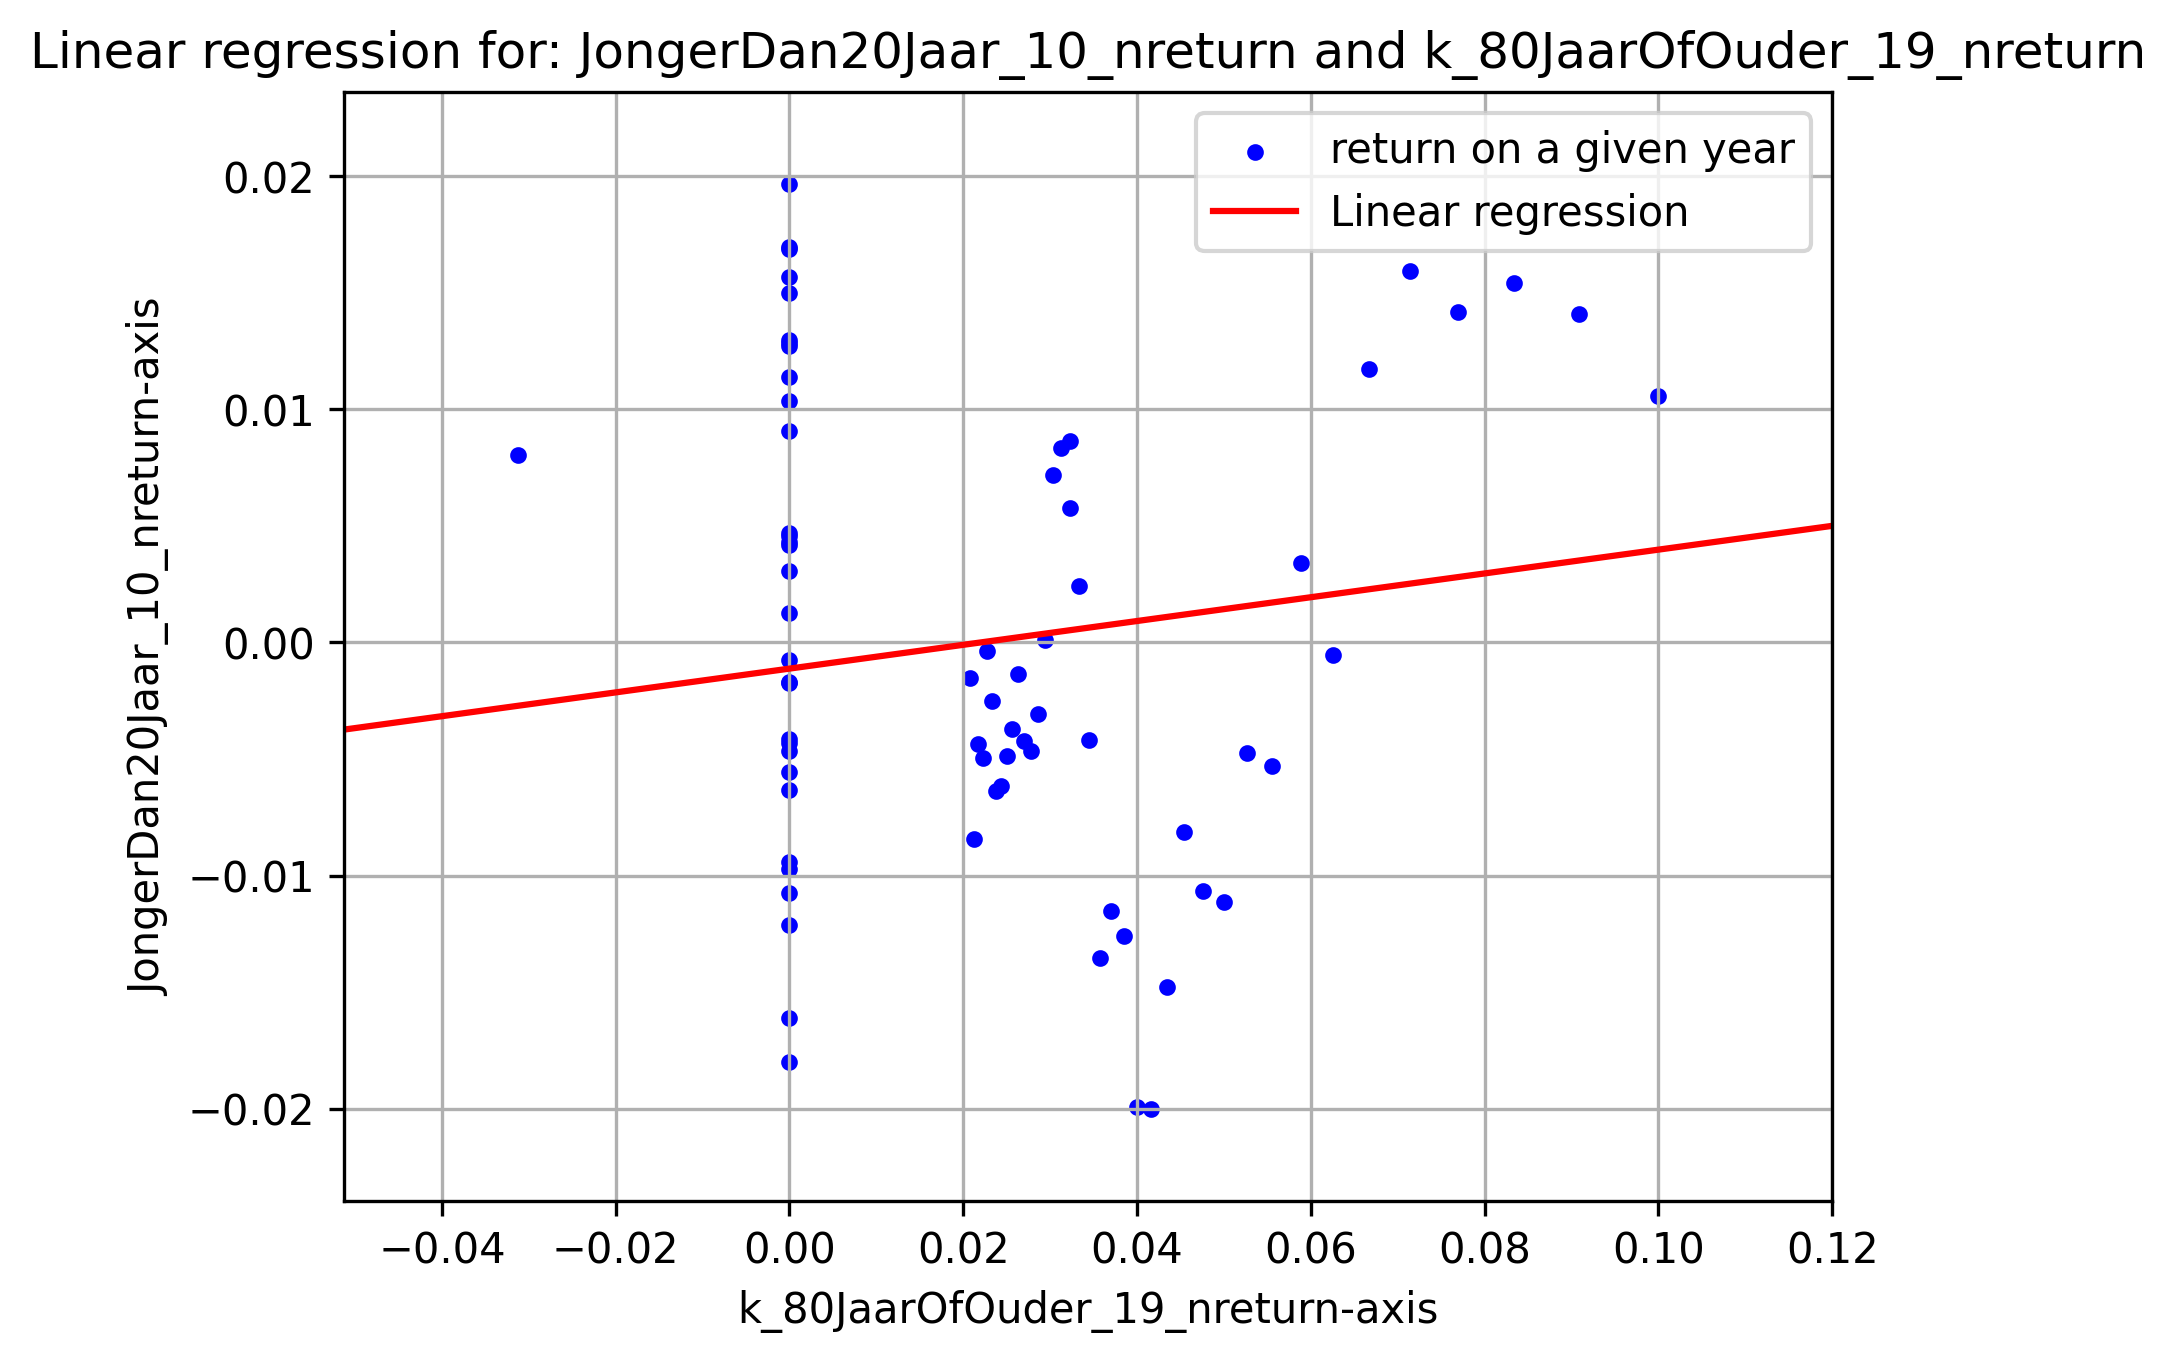 Linear regression for: JongerDan20Jaar_10_nreturn and k_80JaarOfOuder_19_nreturn
return on a given year
Linear regression
JongerDan20Jaar_10_nreturn-axis
0.02
0.01
0.00
−0.01
−0.02
−0.04 −0.02 0.00 0.02 0.04 0.06 0.08 0.10 0.12
k_80JaarOfOuder_19_nreturn-axis